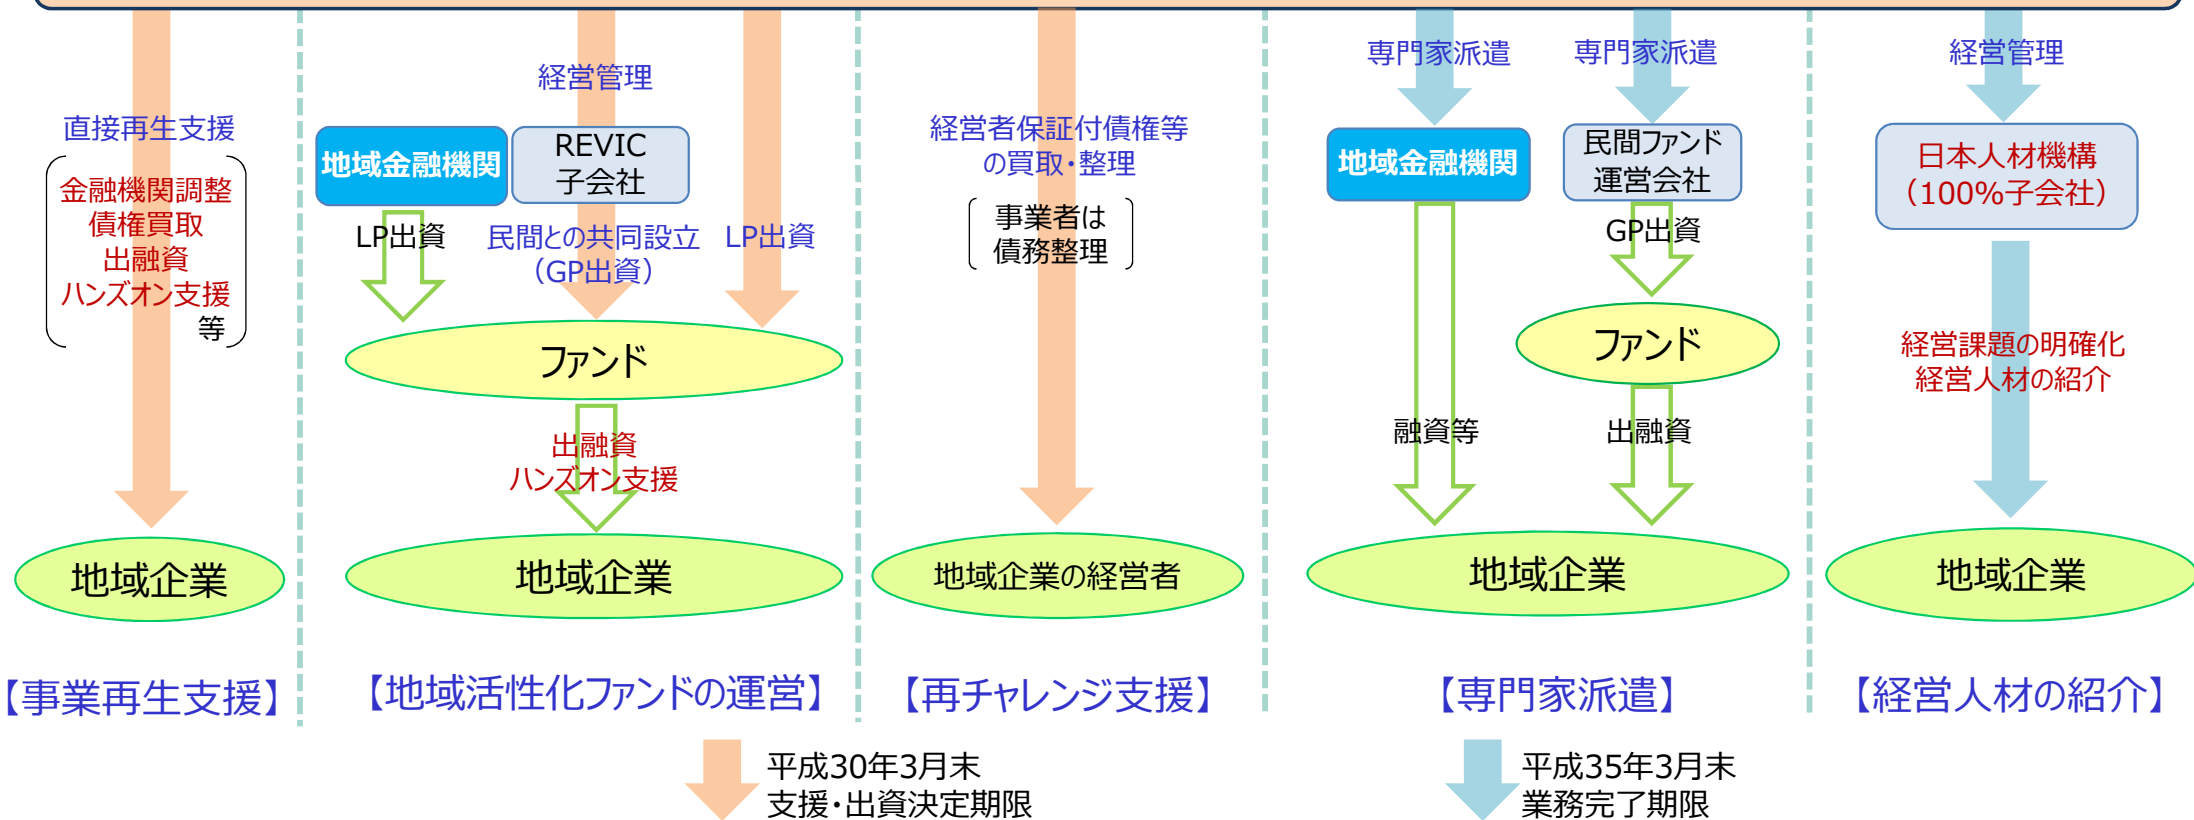 直接再生支援
金融機関調整
債権買取
出融資
ハンズオン支援
等
地域企業
【事業再生支援】
経営管理
地域金融機関
REVIC
子会社
LP出資
民間との共同設立
（GP出資）
LP出資
ファンド
出融資
ハンズオン支援
地域企業
【地域活性化ファンドの運営】
経営者保証付債権等
の買取・整理
事業者は
債務整理
地域企業の経営者
【再チャレンジ支援】
専門家派遣
専門家派遣
地域金融機関
民間ファンド
運営会社
GP出資
ファンド
融資等
出融資
地域企業
【専門家派遣】
経営管理
日本人材機構
（100%子会社）
経営課題の明確化
経営人材の紹介
地域企業
【経営人材の紹介】
平成30年3月末
支援・出資決定期限
平成35年3月末
業務完了期限